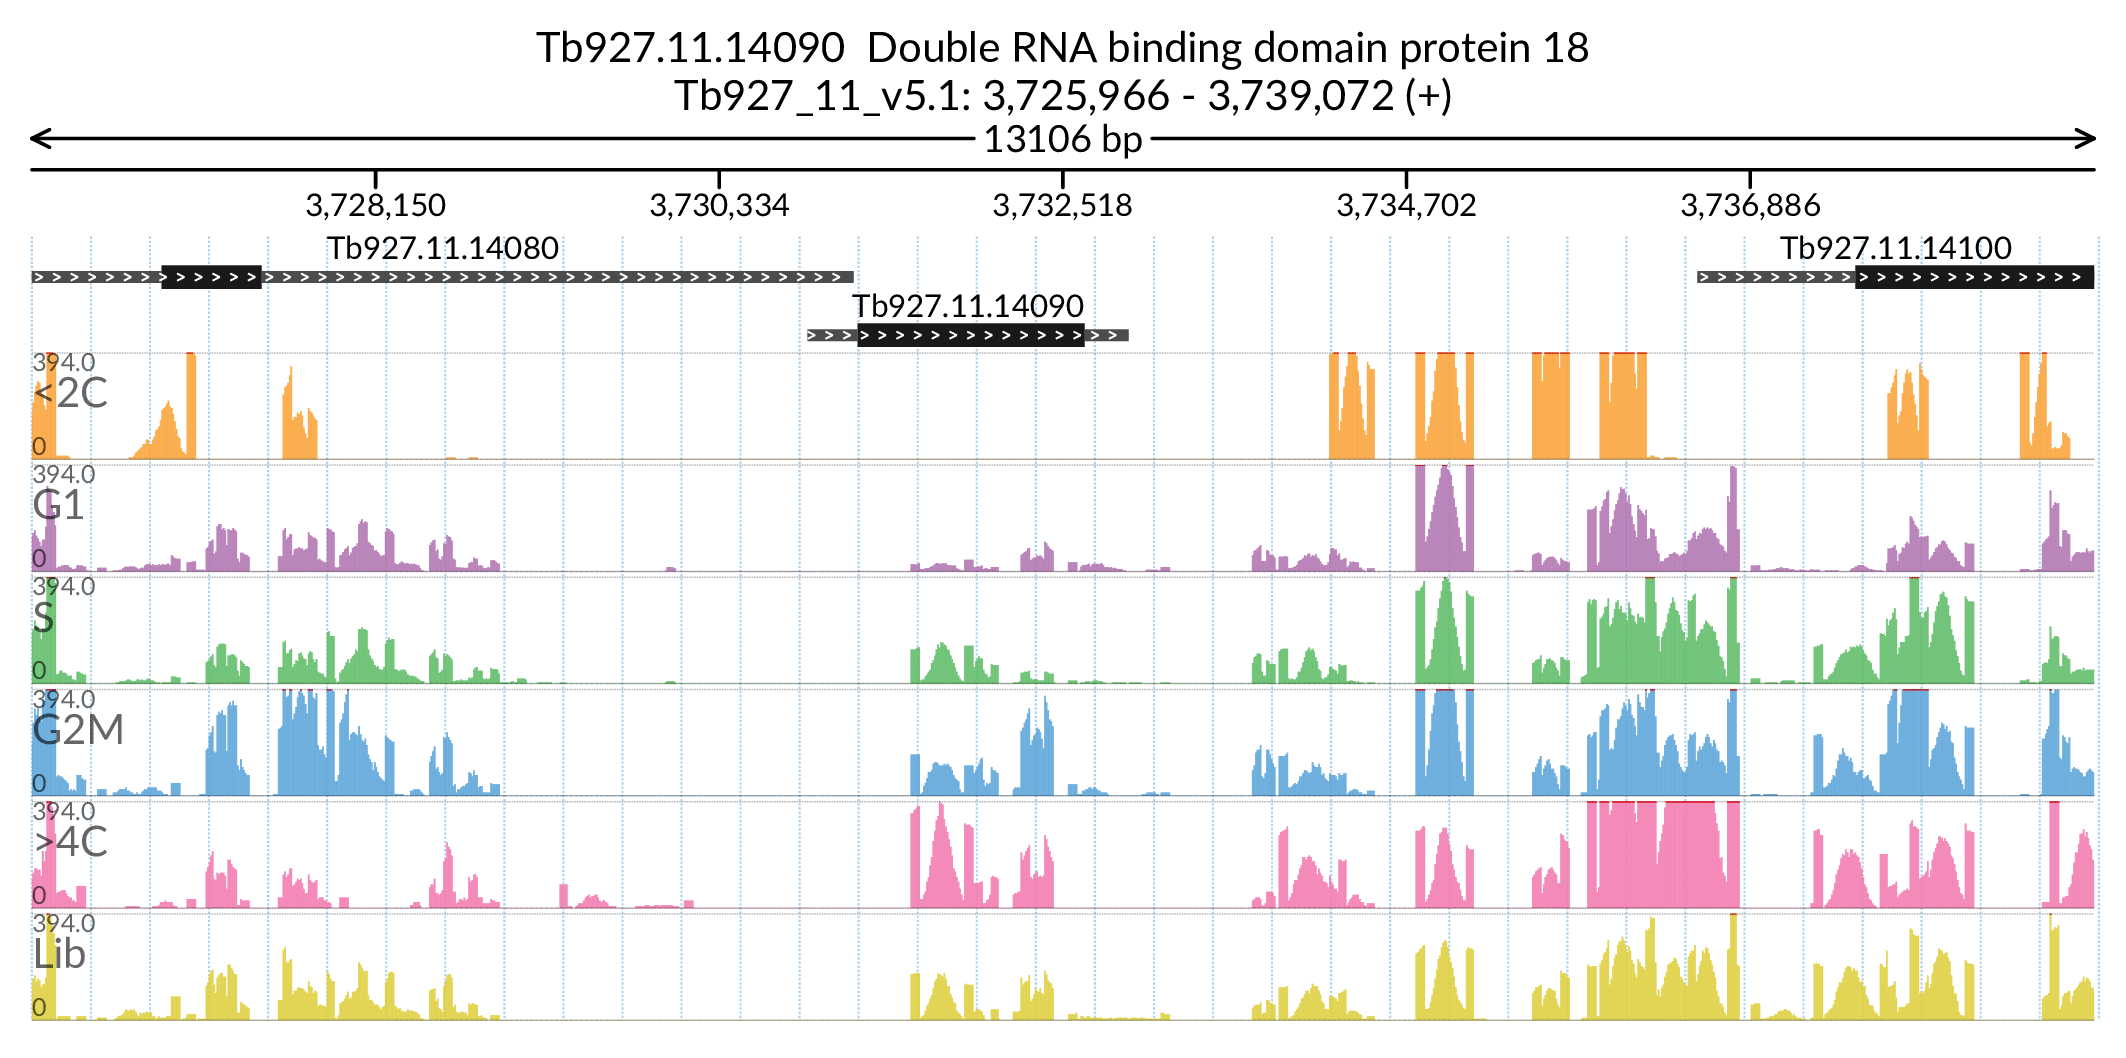 Tb927.11.14090  Double RNA binding domain protein 18
Tb927_11_v5.1: 3,725,966 - 3,739,072 (+)
13106 bp
3,728,150 3,730,334 3,732,518 3,734,702 3,736,886
Tb927.11.14080 Tb927.11.14100
Tb927.11.14090
394.0
<2C
0
394.0
G1
0
394.0
S
0
394.0
G2M
0
394.0
>4C
0
394.0
Lib
0